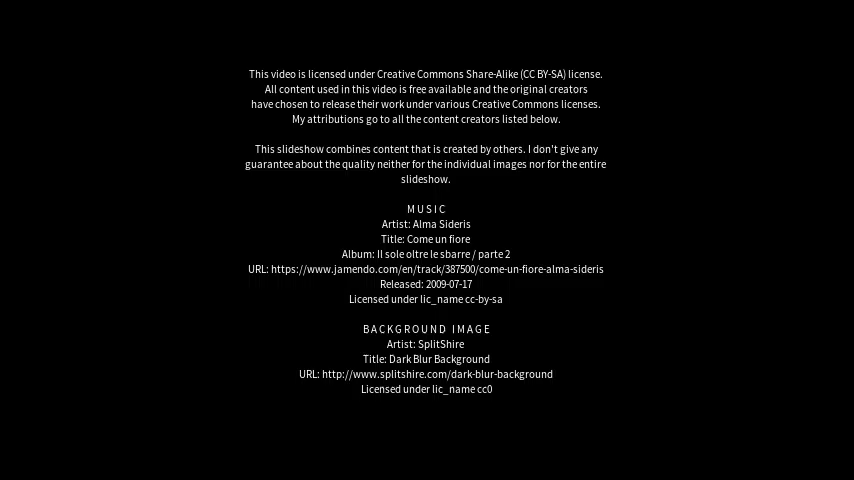 This video is licensed under Creative Commons Share-Alike (CC BY-SA) license.
All content used in this video is free available and the original creators
have chosen to release their work under various Creative Commons licenses.
My attributions go to all the content creators listed below.
This slideshow combines content that is created by others. I don't give any
guarantee about the quality neither for the individual images nor for the entire
slideshow.
MUSIC
Artist: Alma Sideris
Title: Come un fiore
Album: Il sole oltre le sbarre / parte 2
URL: https://www.jamendo.com/en/track/387500/come-un-fiore-alma-sideris
Released: 2009-07-17
Licensed under lic_name cc-by-sa
BACKGROUND IMAGE
Artist: SplitShire
Title: Dark Blur Background
URL: http://www.splitshire.com/dark-blur-background
Licensed under lic_name cc0